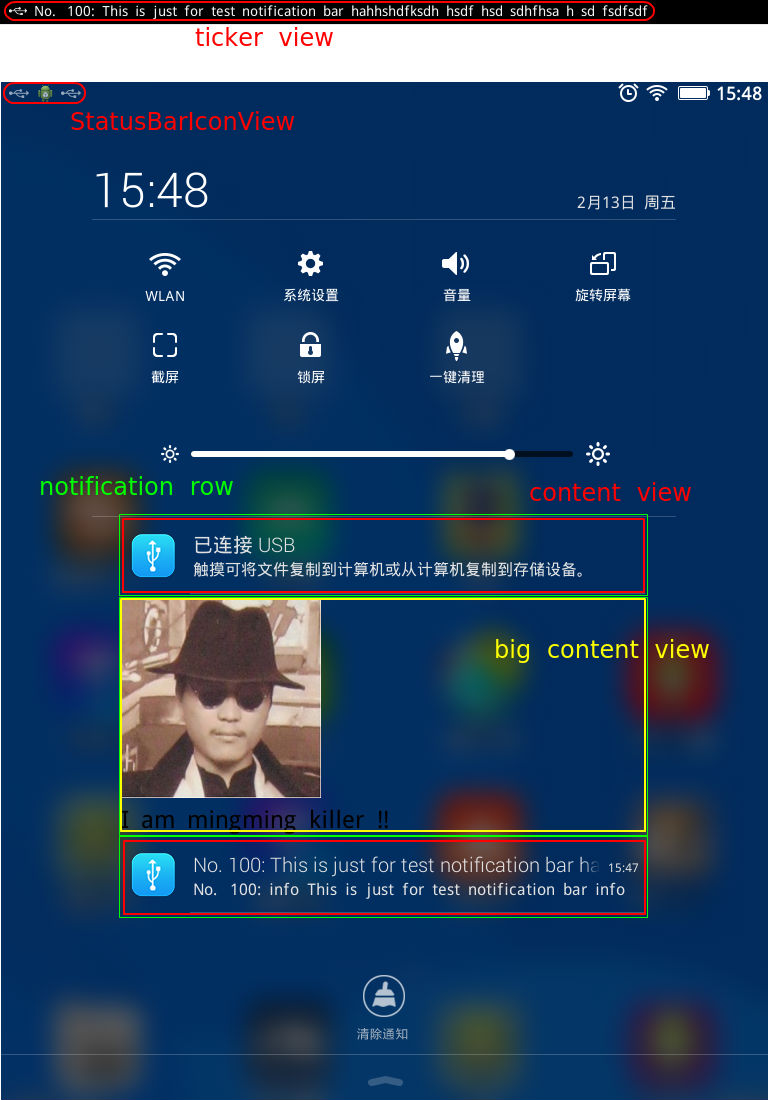 No. 100: This is just for test notification bar hahhshdfksdh hsdf hsd sdhfhsa h sd fsdfsdf
ticker view
15:48
StatusBarIconView
15:48
2月13日 周五
WLAN 系统设置 音量 旋转屏幕
截屏 锁屏 一键清理
notification row
content view
已连接 USB
触摸可将文件复制到计算机或从计算机复制到存储设备。
big content view
I am mingming killer !!
No. 100: This is just for test notification bar ha 15:47
No. 100: info This is just for test notification bar info
清除通知